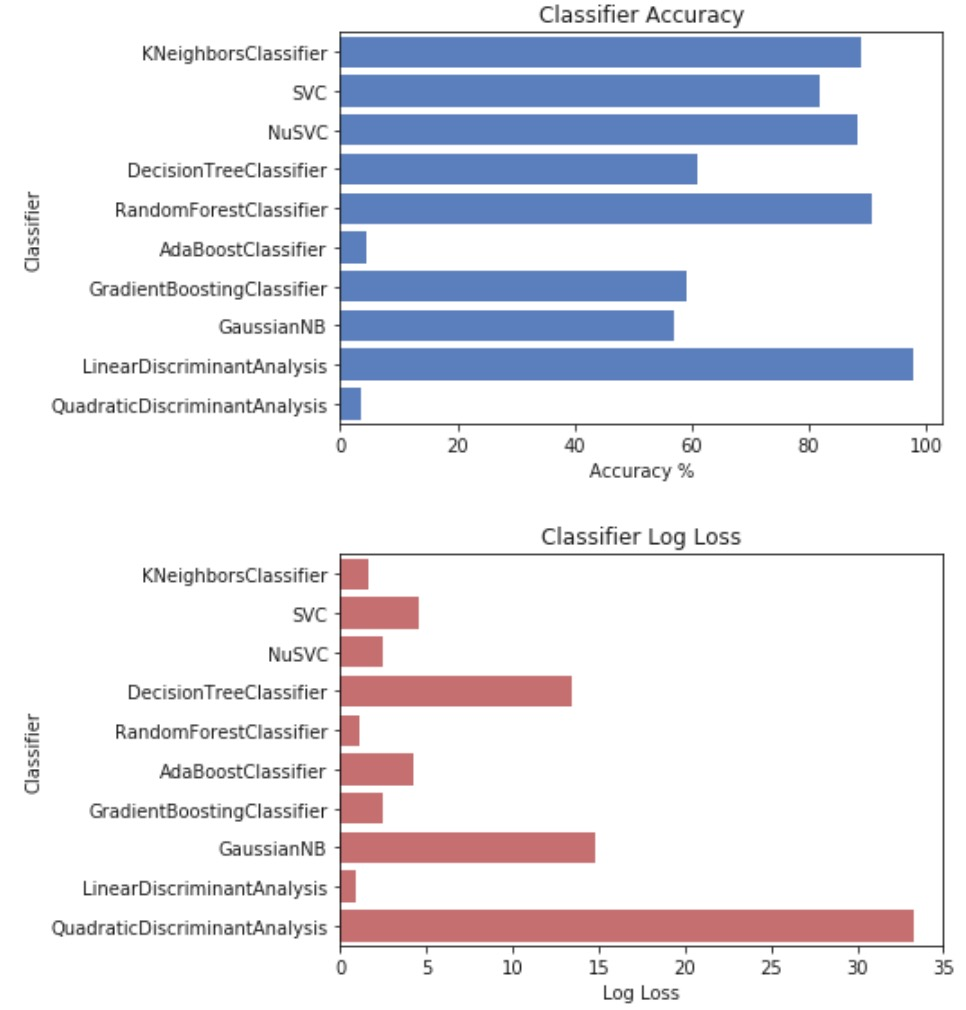 Classifier Accuracy
Classifier
KNeighborsClassifier
SVC
NuSVC
DecisionTreeClassifier
RandomForestClassifier
AdaBoostClassifier
GradientBoostingClassifier
GaussianNB
LinearDiscriminantAnalysis
QuadraticDiscriminantAnalysis
0 20 40 60 80 100
Accuracy %
Classifier Log Loss
Classifier
KNeighborsClassifier
SVC
NuSVC
DecisionTreeClassifier
RandomForestClassifier
AdaBoostClassifier
GradientBoostingClassifier
GaussianNB
LinearDiscriminantAnalysis
QuadraticDiscriminantAnalysis
0 5 10 15 20 25 30 35
Log Loss